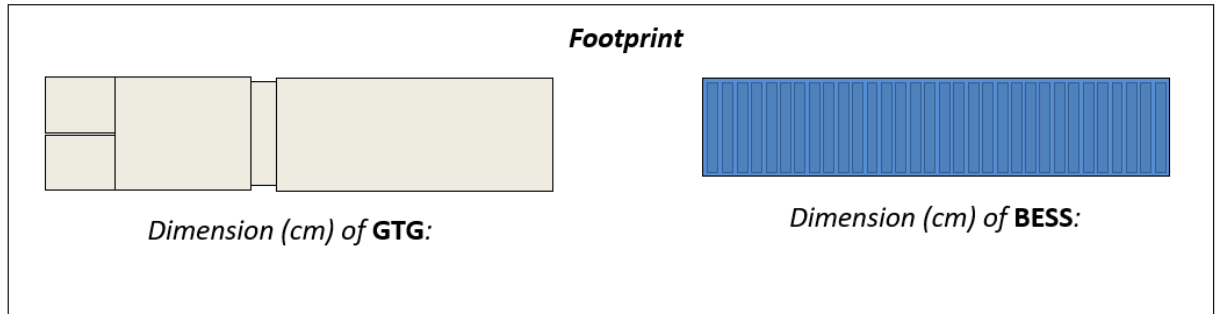 Footprint
Dimension (cm) of GTG:
Dimension (cm) of BESS: